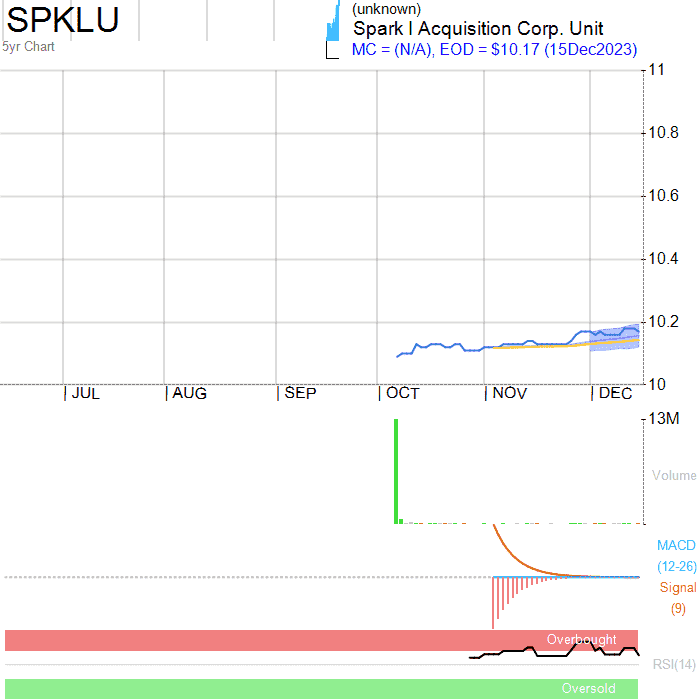 SPKLU
5yr Chart
(unknown)
Spark I Acquisition Corp. Unit
MC = (N/A), EOD = $10.17 (15Dec2023)
11
10.8
10.6
10.4
10.2
10
JUL AUG SEP OCT NOV DEC
13M
Volume
MACD
(12-26)
Signal
(9)
Overbought
RSI(14)
Oversold